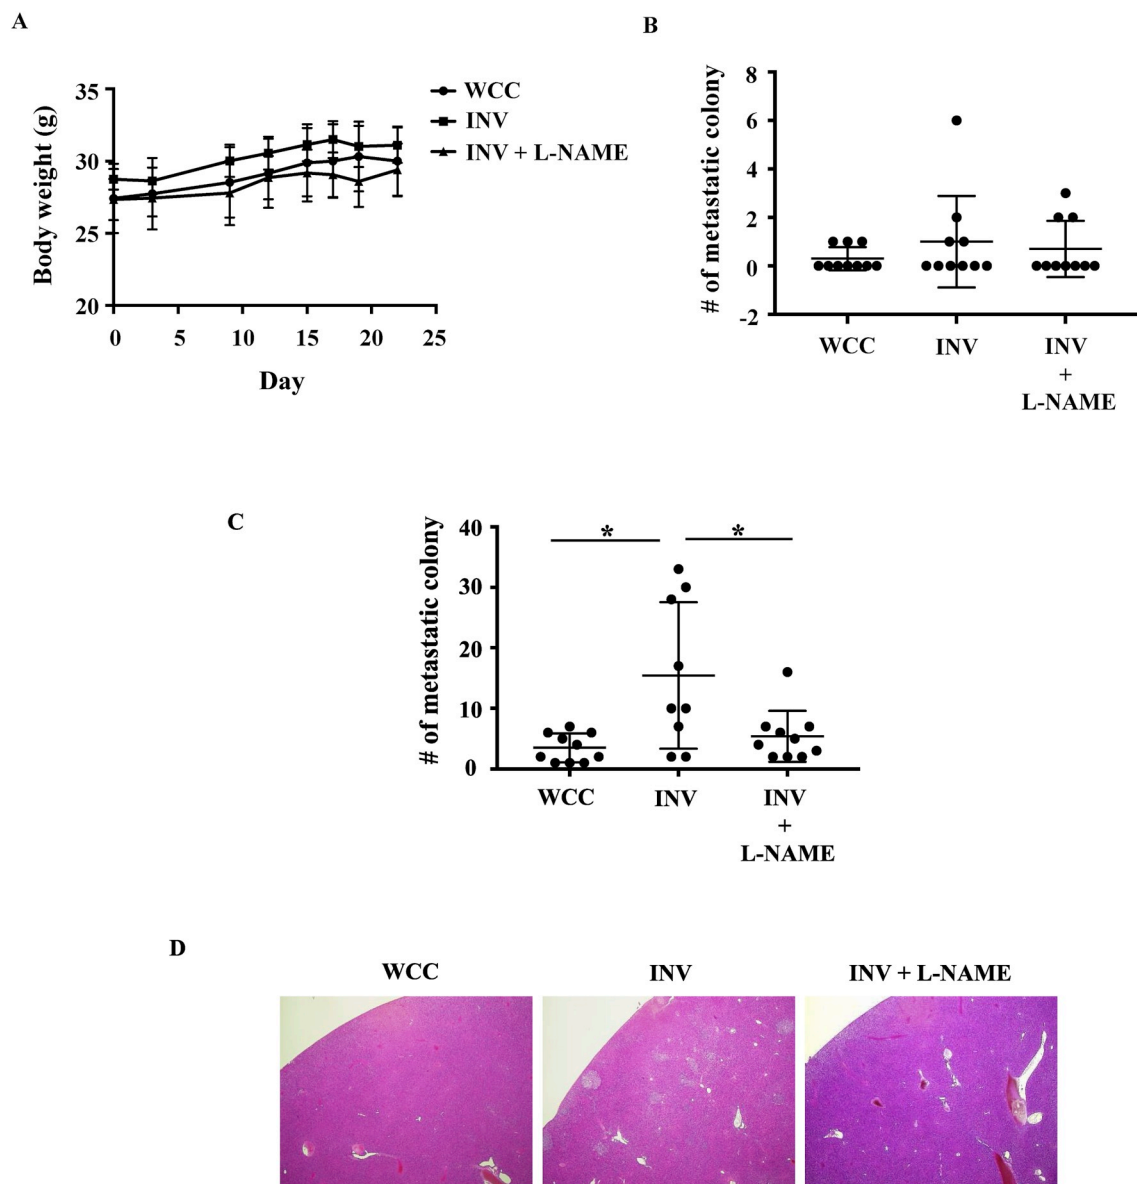 A
Body weight (g)
35
30
25
20
0 5 10 15 20 25
Day
WCC
INV
INV + L-NAME
B
# of metastatic colony
8
6
4
2
0
-2
WCC INV INV
+
L-NAME
C
# of metastatic colony
40
30
20
10
0
* *
WCC INV INV
+
L-NAME
D
WCC INV INV + L-NAME